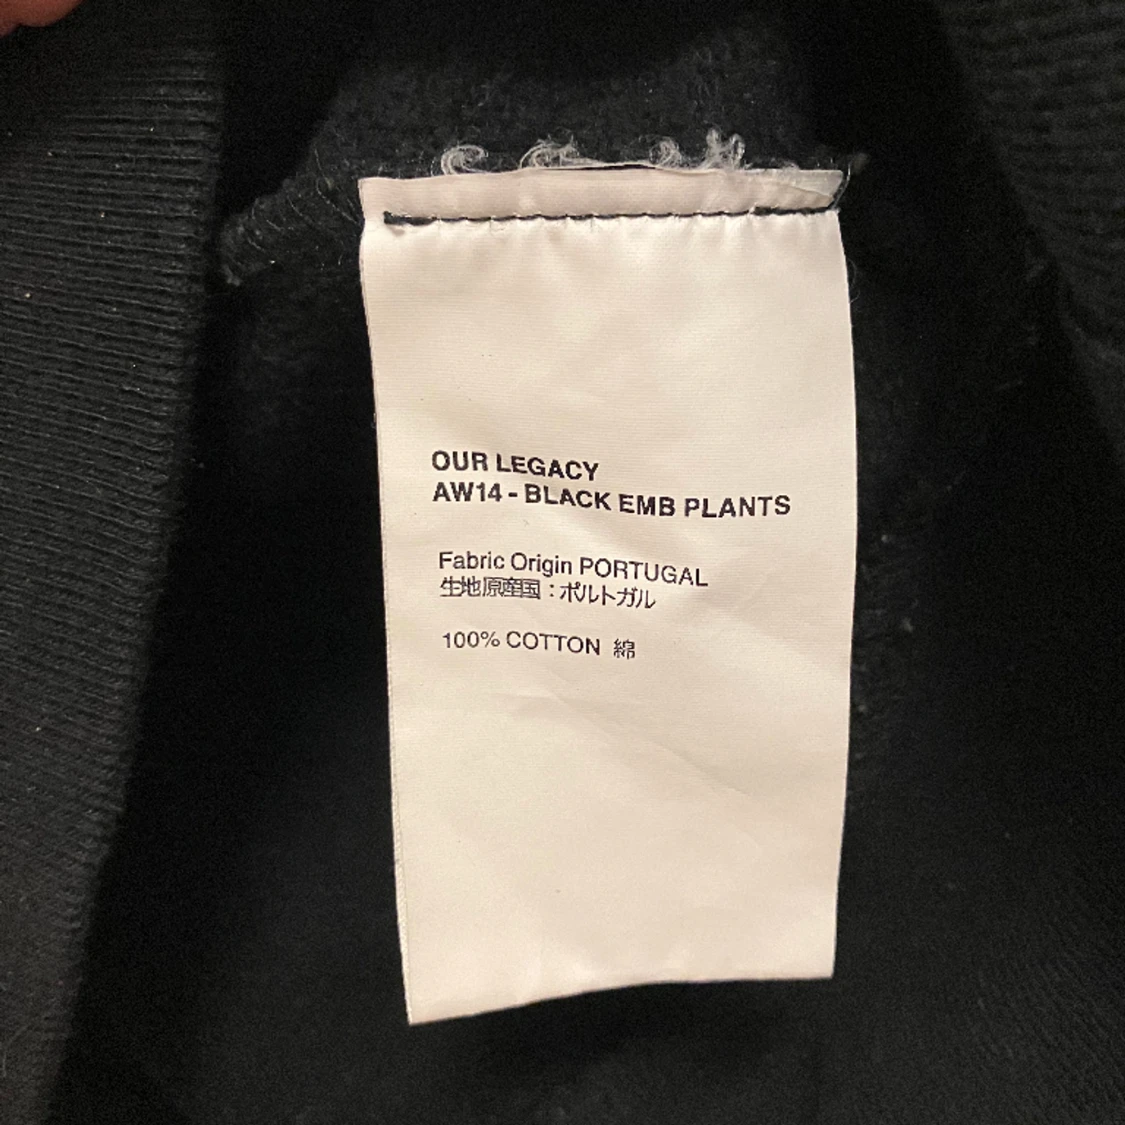 OUR LEGACY
AW14 - BLACK EMB PLANTS
Fabric Origin PORTUGAL
生地原産国：ポルトガル
100% COTTON 綿